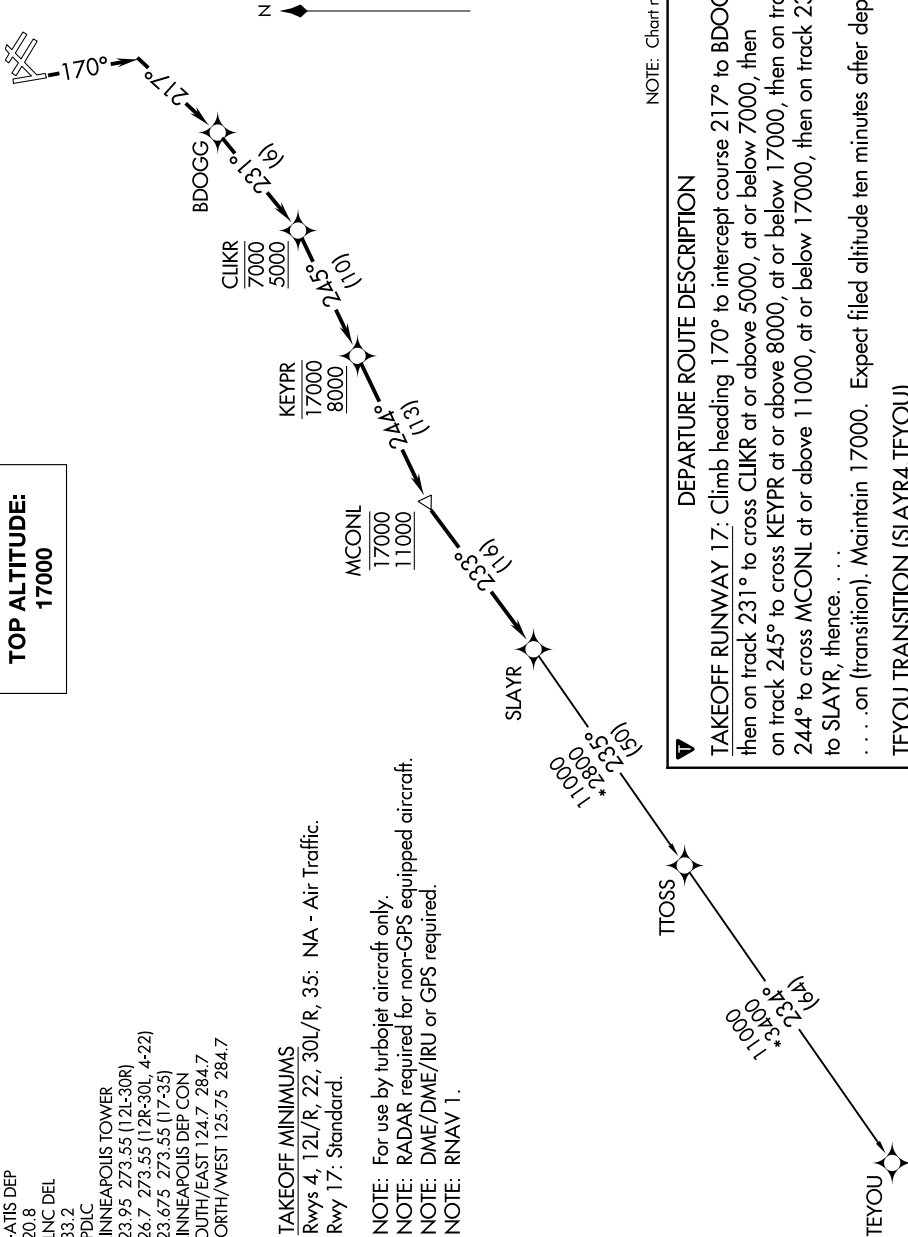 -ATIS DEP
20.8
LNC DEL
33.2
PDLC
INNEAPOLIS TOWER
23.95 273.55 (12L-30R)
26.7 273.55 (12R-30L, 4-22)
23.675 273.55 (17-35)
INNEAPOLIS DEP CON
OUTH/EAST 124.7 284.7
ORTH/WEST 125.75 284.7
TOP ALTITUDE:
17000
N
170°
217°
BDOGG
231°
(6)
CLIKR
7000
5000
245°
(10)
KEYPR
17000
8000
244°
(13)
MCONL
17000
11000
233°
(16)
SLAYR
11000
*2800
235°
(50)
TTOSS
11000
*3400
234°
(64)
TEYOU
TAKEOFF MINIMUMS
Rwys 4, 12L/R, 22, 30L/R, 35: NA - Air Traffic.
Rwy 17: Standard.
NOTE: For use by turbojet aircraft only.
NOTE: RADAR required for non-GPS equipped aircraft.
NOTE: DME/DME/IRU or GPS required.
NOTE: RNAV 1.
NOTE: Chart n
T
DEPARTURE ROUTE DESCRIPTION
TAKEOFF RUNWAY 17: Climb heading 170° to intercept course 217° to BDOG
then on track 231° to cross CLIKR at or above 5000, at or below 7000, then
on track 245° to cross KEYPR at or above 8000, at or below 17000, then on tra
244° to cross MCONL at or above 11000, at or below 17000, then on track 23
to SLAYR, thence. . . .
. . . .on (transition). Maintain 17000. Expect filed altitude ten minutes after dep
TEYOU TRANSITION (SLAYR4.TEYOU)